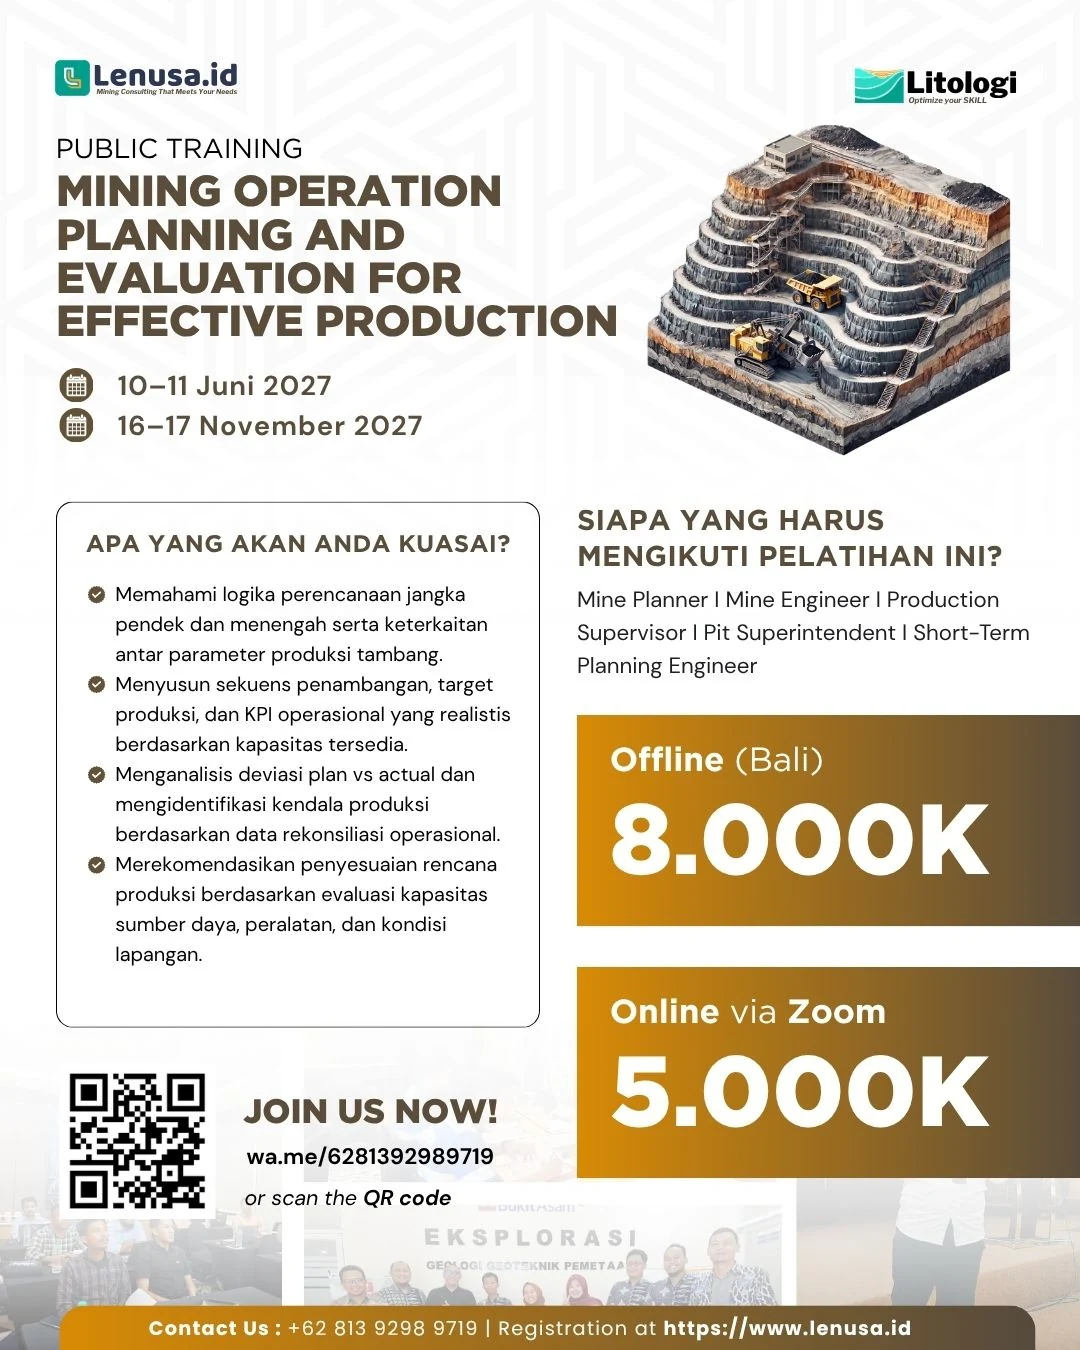 Lenusa.id
Mining Consulting That Meets Your Needs
Litologi
Optimize your SKILL
PUBLIC TRAINING
MINING OPERATION
PLANNING AND
EVALUATION FOR
EFFECTIVE PRODUCTION
10–11 Juni 2027
16–17 November 2027
APA YANG AKAN ANDA KUASAI?
Memahami logika perencanaan jangka
pendek dan menengah serta keterkaitan
antar parameter produksi tambang.
Menyusun sekuens penambangan, target
produksi, dan KPI operasional yang realistis
berdasarkan kapasitas tersedia.
Menganalisis deviasi plan vs actual dan
mengidentifikasi kendala produksi
berdasarkan data rekonsiliasi operasional.
Merekomendasikan penyesuaian rencana
produksi berdasarkan evaluasi kapasitas
sumber daya, peralatan, dan kondisi
lapangan.
SIAPA YANG HARUS
MENGIKUTI PELATIHAN INI?
Mine Planner | Mine Engineer | Production
Supervisor | Pit Superintendent | Short-Term
Planning Engineer
Offline (Bali)
8.000K
Online via Zoom
5.000K
JOIN US NOW!
wa.me/6281392989719
or scan the QR code
BukitAsam
EKSPLORASI
GEOLOGI GEOTEKNIK PEMETAA
Contact Us : +62 813 9298 9719 | Registration at https://www.lenusa.id